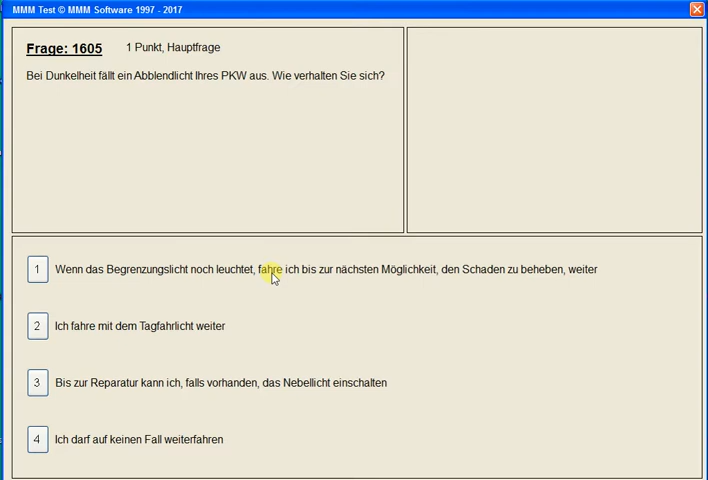 MMM Test © MMM Software 1997 - 2017
Frage: 1605 1 Punkt, Hauptfrage
Bei Dunkelheit fällt ein Abblendlicht Ihres PKW aus. Wie verhalten Sie sich?
1 Wenn das Begrenzungslicht noch leuchtet, fahre ich bis zur nächsten Möglichkeit, den Schaden zu beheben, weiter
2 Ich fahre mit dem Tagfahrlicht weiter
3 Bis zur Reparatur kann ich, falls vorhanden, das Nebellicht einschalten
4 Ich darf auf keinen Fall weiterfahren